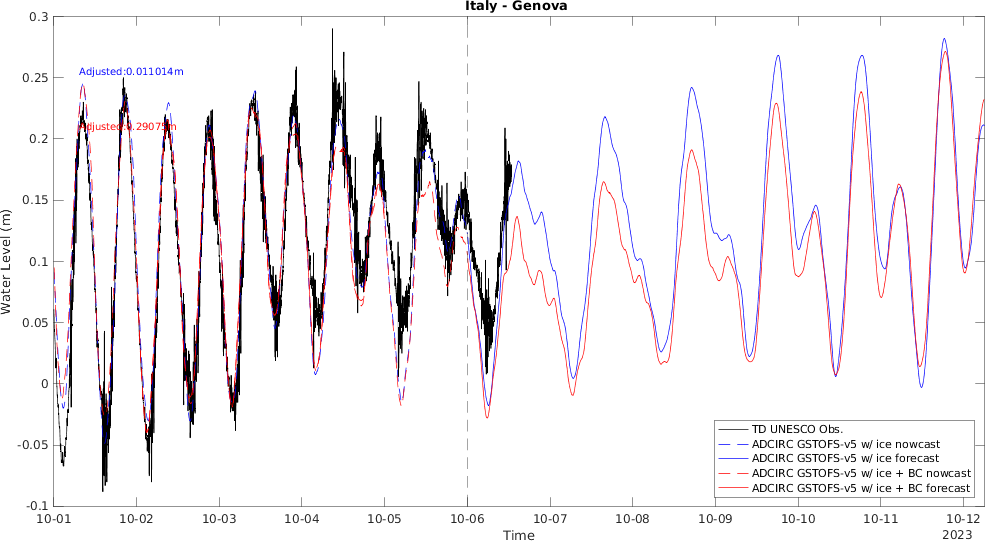 Italy - Genova
0.3
0.25
0.2
0.15
0.1
0.05
0
-0.05
-0.1
Water Level (m)
Adjusted:0.011014m
TD UNESCO Obs.
ADCIRC GSTOFS-v5 w/ ice nowcast
ADCIRC GSTOFS-v5 w/ ice forecast
ADCIRC GSTOFS-v5 w/ ice + BC nowcast
ADCIRC GSTOFS-v5 w/ ice + BC forecast
10-01 10-02 10-03 10-04 10-05 10-06 10-07 10-08 10-09 10-10 10-11 10-12
Time
2023